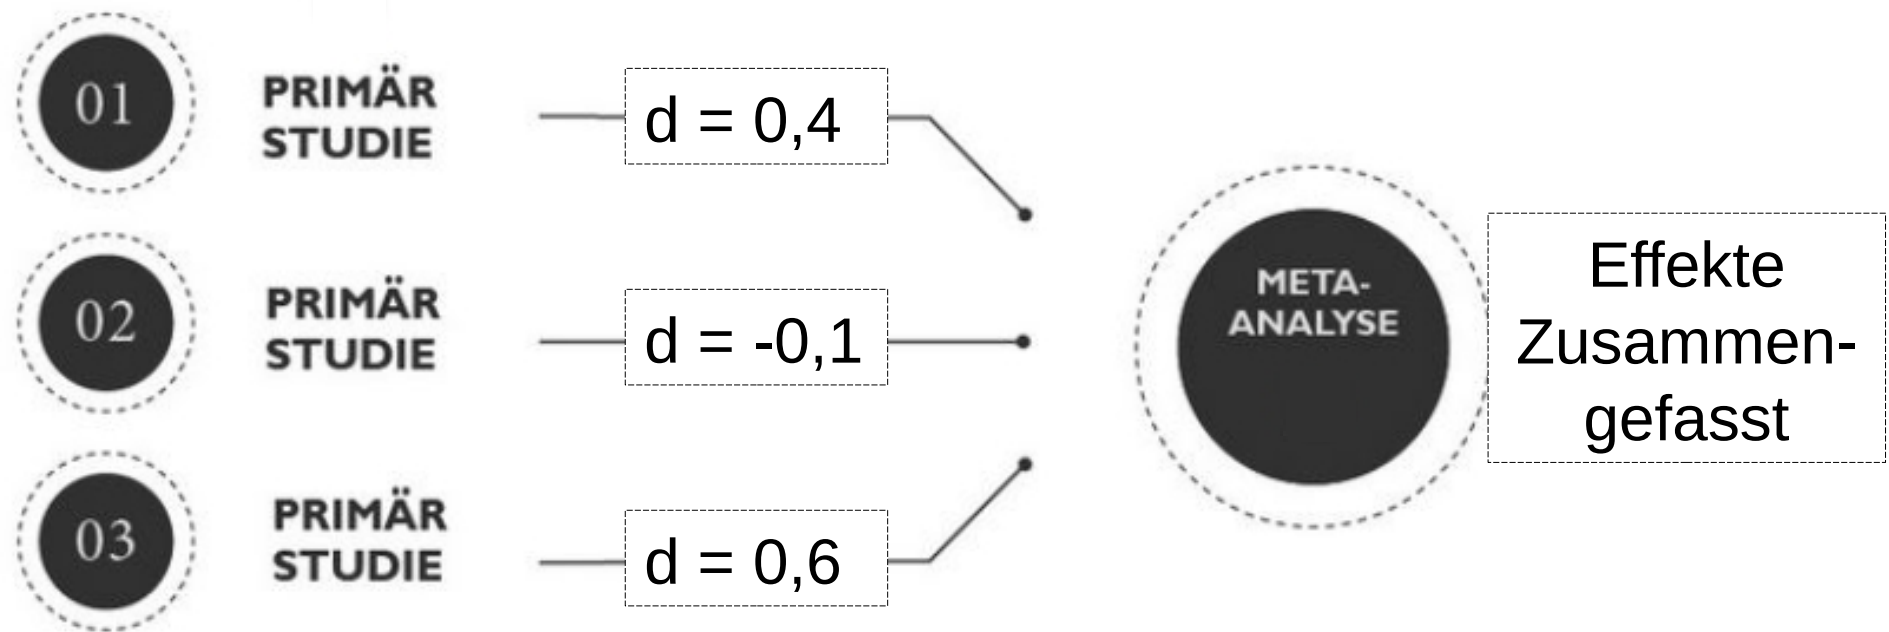 01
PRIMÄR
STUDIE
d = 0,4
02
PRIMÄR
STUDIE
d = -0,1
03
PRIMÄR
STUDIE
d = 0,6
META-
ANALYSE
Effekte
Zusammen-
gefasst